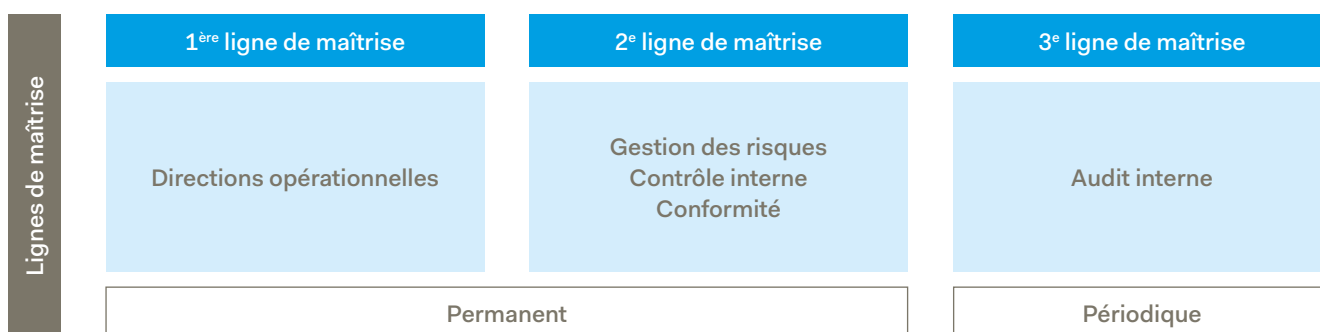 Lignes de maîtrise
1ère ligne de maîtrise
2e ligne de maîtrise
3e ligne de maîtrise
Directions opérationnelles
Gestion des risques
Contrôle interne
Conformité
Audit interne
Permanent
Périodique